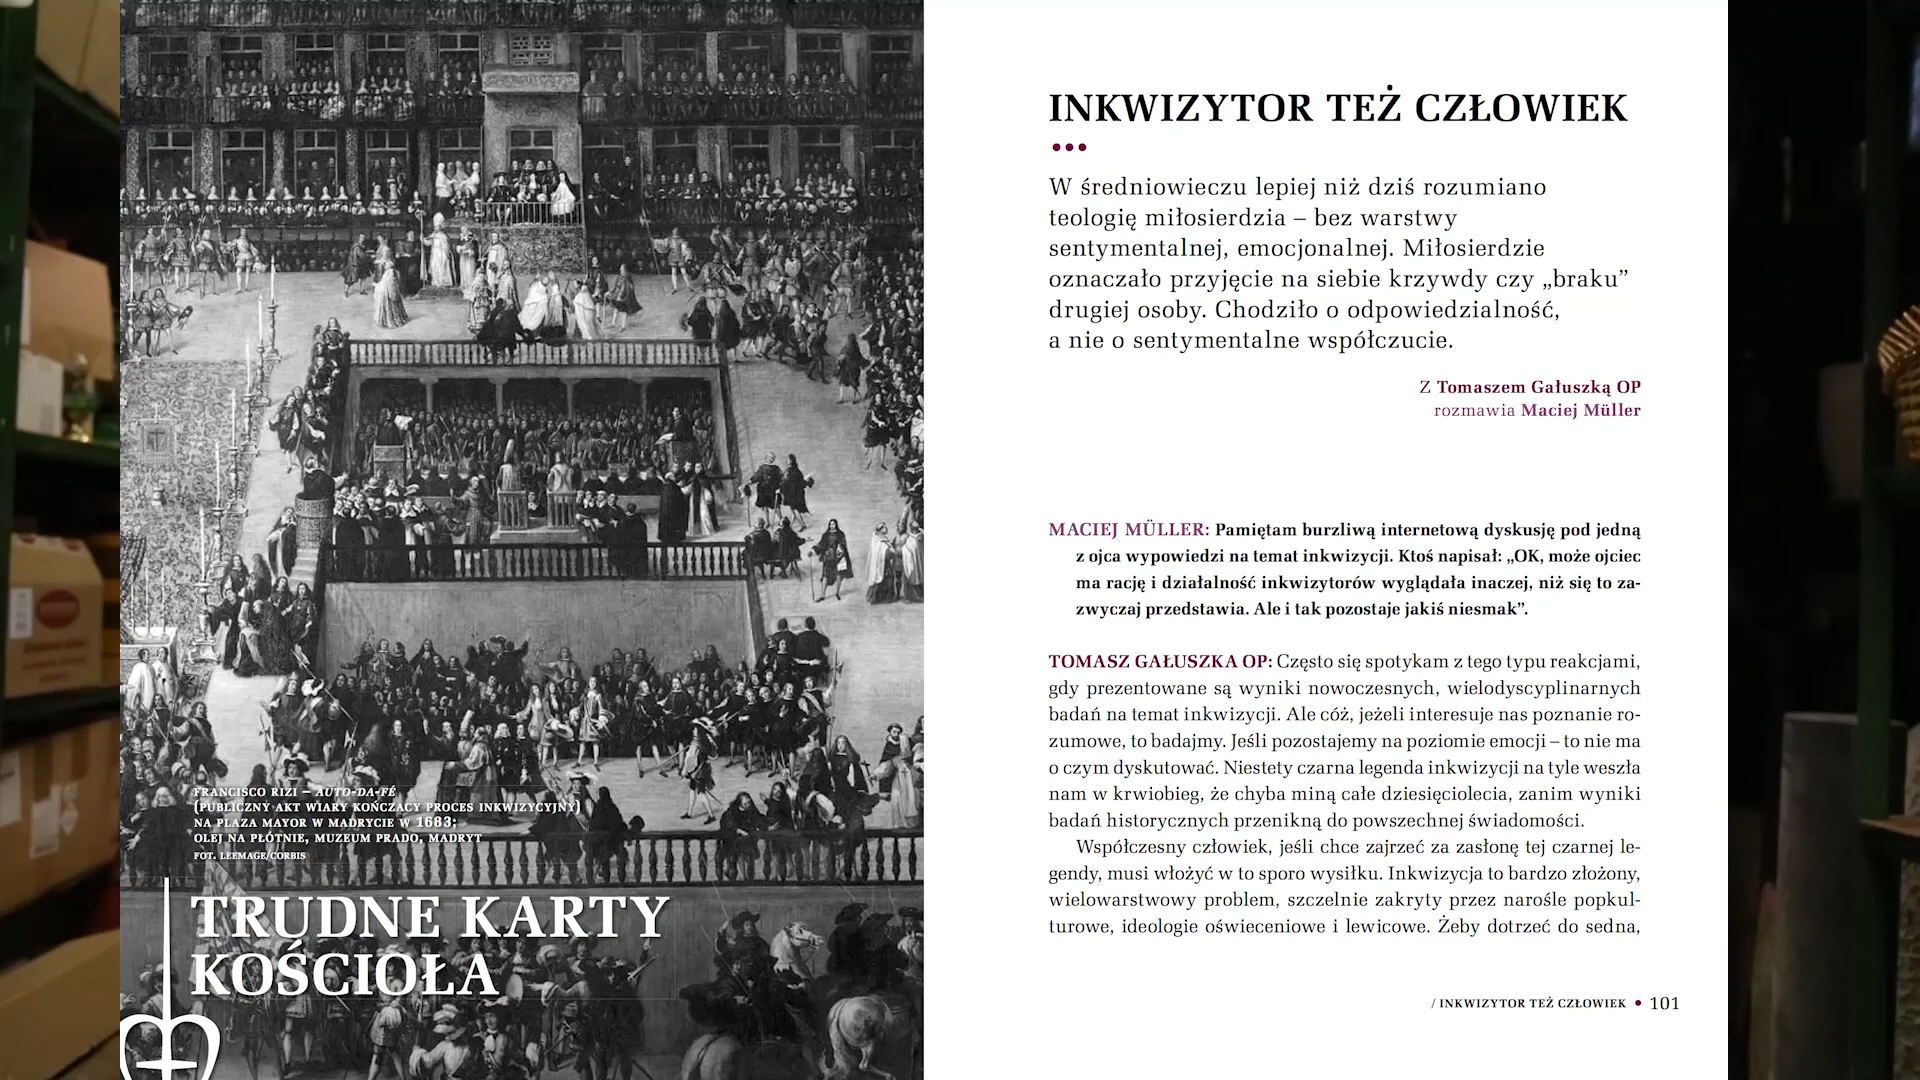 FRANCISCO RIZI – AUTO-DA-FÉ
(PUBLICZNY AKT WIARY KOŃCZĄCY PROCES INKWIZYCYJNY)
NA PLAZA MAYOR W MADRYCIE W 1683;
OLEJ NA PŁÓTNIE, MUZEUM PRADO, MADRYT
FOT. LEEMAGE/CORBIS
TRUDNE KARTY
KOŚCIOŁA
INKWIZYTOR TEŻ CZŁOWIEK
W średniowieczu lepiej niż dziś rozumiano
teologię miłosierdzia – bez warstwy
sentymentalnej, emocjonalnej. Miłosierdzie
oznaczało przyjęcie na siebie krzywdy czy „braku”
drugiej osoby. Chodziło o odpowiedzialność,
a nie o sentymentalne współczucie.
Z Tomaszem Gałuszką OP
rozmawia Maciej Müller
MACIEJ MÜLLER: Pamiętam burzliwą internetową dyskusję pod jedną
z ojca wypowiedzi na temat inkwizycji. Ktoś napisał: „OK, może ojciec
ma rację i działalność inkwizytorów wyglądała inaczej, niż się to za-
zwyczaj przedstawia. Ale i tak pozostaje jakiś niesmak”.
TOMASZ GAŁUSZKA OP: Często się spotykam z tego typu reakcjami,
gdy prezentowane są wyniki nowoczesnych, wielodyscyplinarnych
badań na temat inkwizycji. Ale cóż, jeżeli interesuje nas poznanie ro-
zumowe, to badajmy. Jeśli pozostajemy na poziomie emocji – to nie ma
o czym dyskutować. Niestety czarna legenda inkwizycji na tyle weszła
nam w krwiobieg, że chyba miną całe dziesięciolecia, zanim wyniki
badań historycznych przenikną do powszechnej świadomości.
Współczesny człowiek, jeśli chce zajrzeć za zasłonę tej czarnej le-
gendy, musi włożyć w to sporo wysiłku. Inkwizycja to bardzo złożony,
wielowarstwowy problem, szczelnie zakryty przez narośle popkul-
turowe, ideologie oświeceniowe i lewicowe. Żeby dotrzeć do sedna,
/ INKWIZYTOR TEŻ CZŁOWIEK • 101